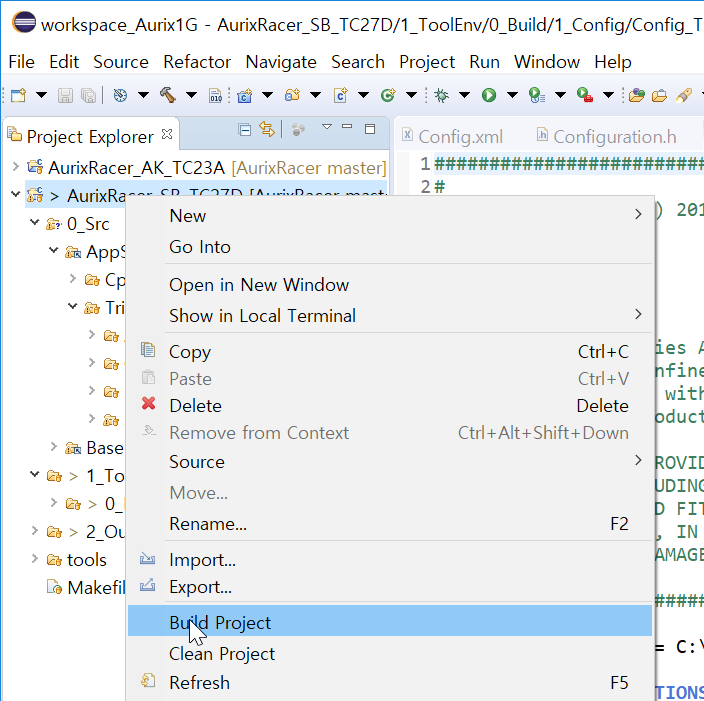 workspace_Aurix1G - AurixRacer_SB_TC27D/1_ToolEnv/0_Build/1_Config/Config_T
File Edit Source Refactor Navigate Search Project Run Window Help
Project Explorer
Config.xml
Configuration.h
AurixRacer_AK_TC23A [AurixRacer master]
1 ########################
> AurixRacer_SB_TC27D [AurixRacer mast
2 #
0_Src
New
) 201
AppS
Go Into
Cp
Open in New Window
Tri
Show in Local Terminal
Copy Ctrl+C
ies A
Paste Ctrl+V
nfine
Delete Delete
with
Remove from Context Ctrl+Alt+Shift+Down
oduct
Base
Source
ROVID
> 1_To
UDING
Move...
> 0_
D FIT
Rename... F2
> 2_Ou
, IN
tools
Import...
AMAGE
Makefil
Export...
#####
Build Project
= C:\
Clean Project
Refresh F5
TIONS